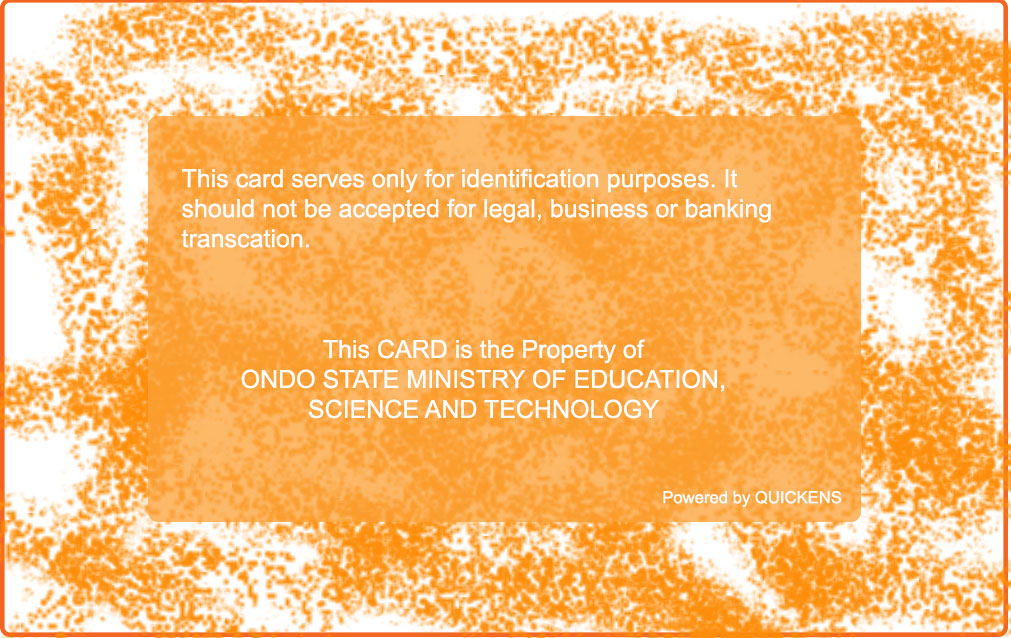 This card serves only for identification purposes. It
should not be accepted for legal, business or banking
transcation.
This CARD is the Property of
ONDO STATE MINISTRY OF EDUCATION,
SCIENCE AND TECHNOLOGY
Powered by QUICKENS